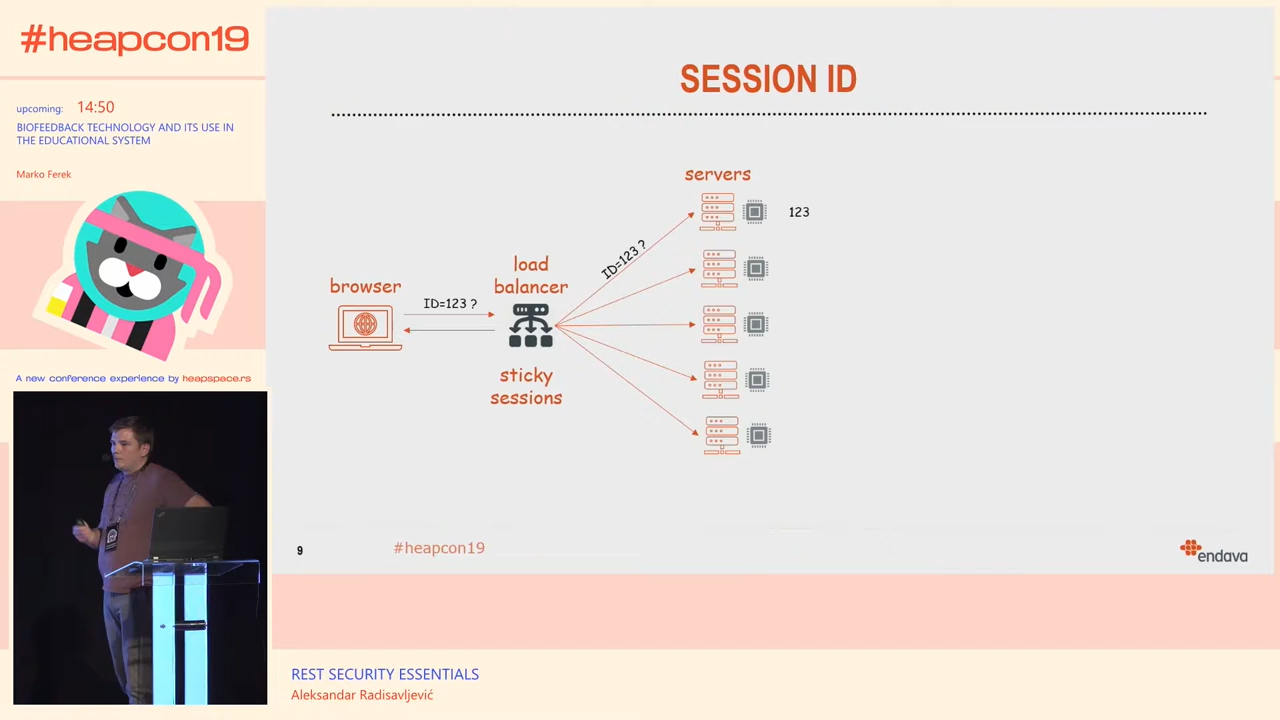 #heapcon19
upcoming: 14:50
BIOFEEDBACK TECHNOLOGY AND ITS USE IN
THE EDUCATIONAL SYSTEM
Marko Ferek
A new conference experience by heapspace.rs
SESSION ID
servers
123
ID=123 ?
load
balancer
browser
ID=123 ?
sticky
sessions
9
#heapcon19
endava
REST SECURITY ESSENTIALS
Aleksandar Radisavljević